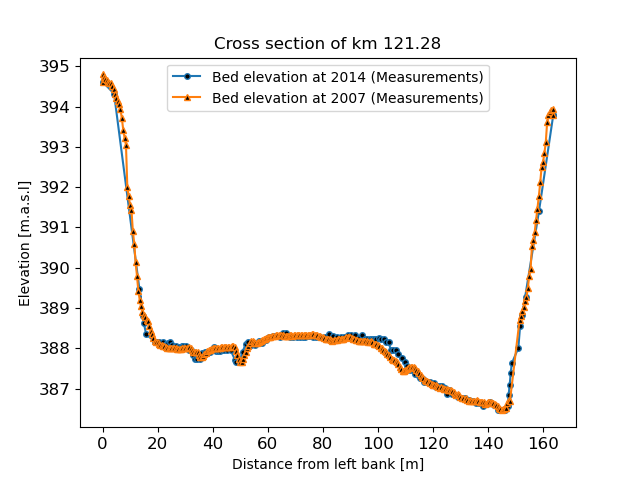 Cross section of km 121.28
Bed elevation at 2014 (Measurements)
Bed elevation at 2007 (Measurements)
Elevation [m.a.s.l]
395
394
393
392
391
390
389
388
387
0 20 40 60 80 100 120 140 160
Distance from left bank [m]